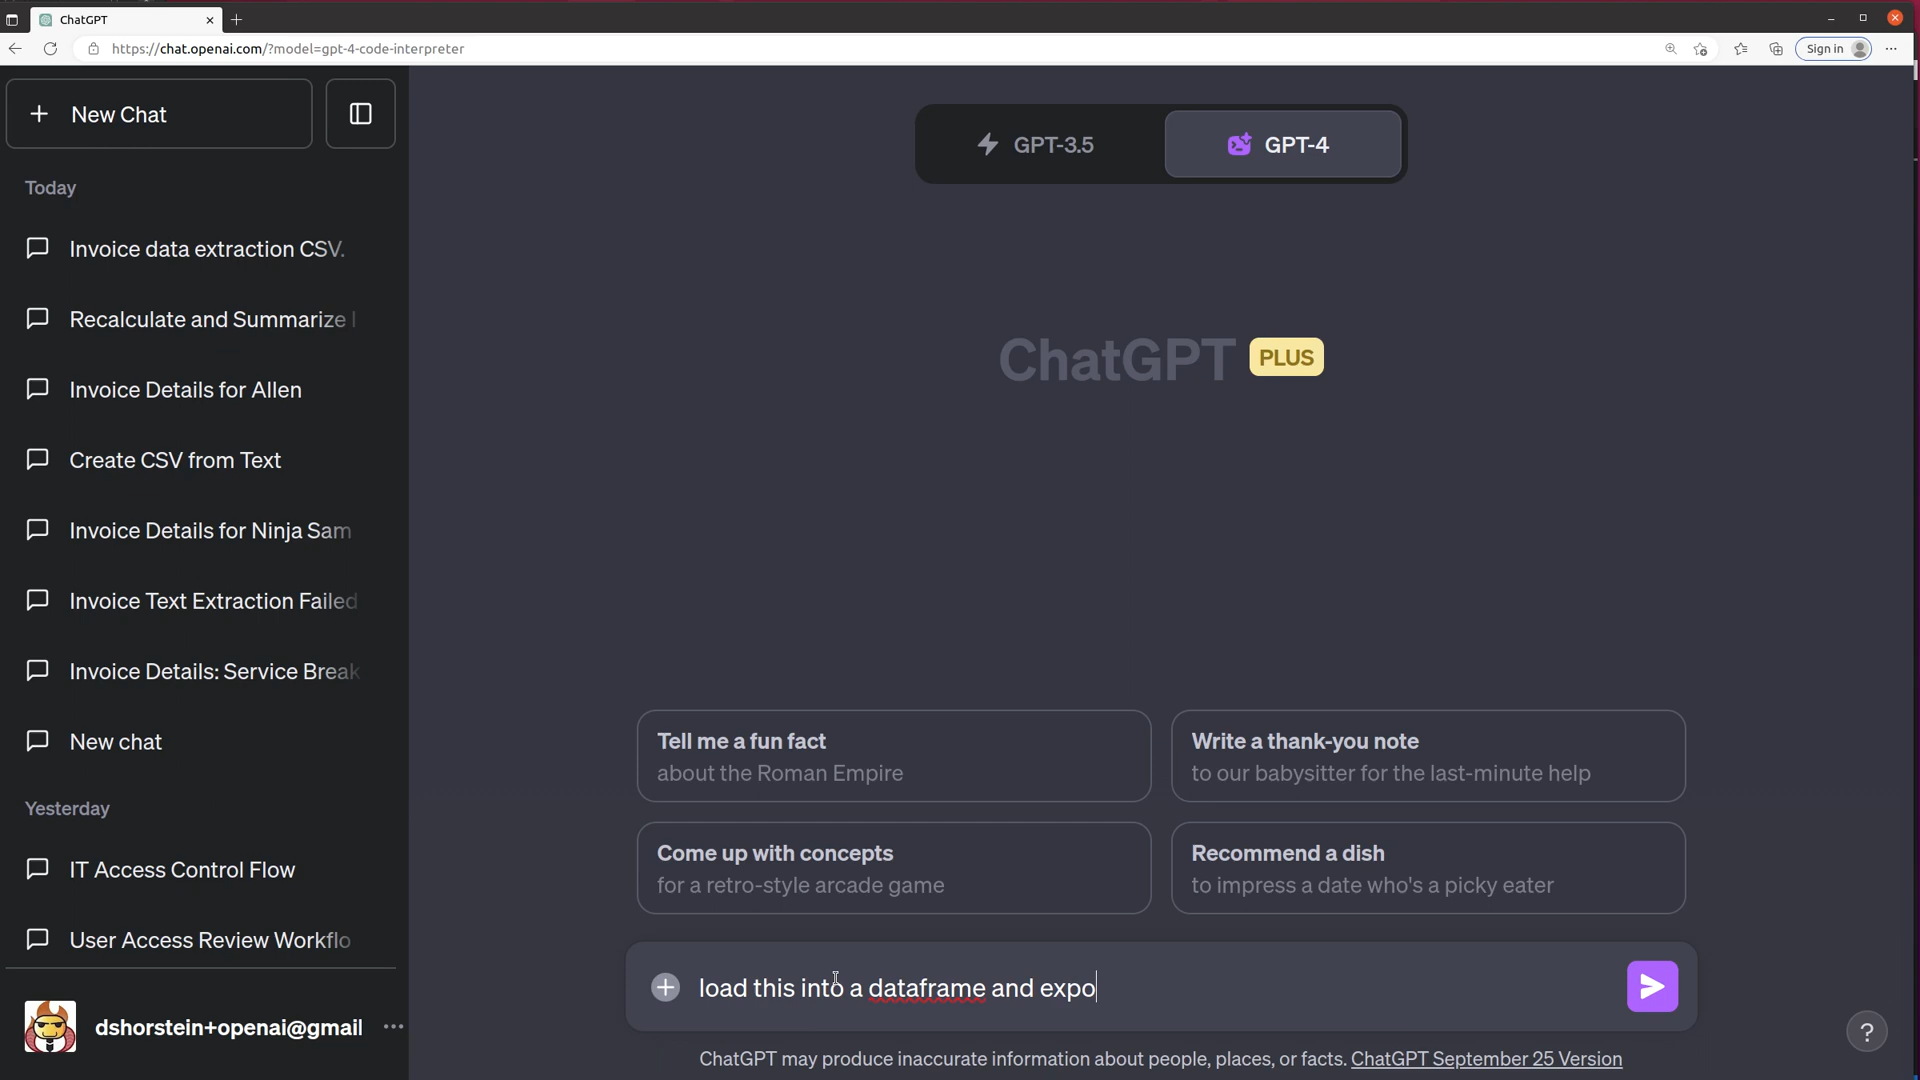 ChatGPT
https://chat.openai.com/?model=gpt-4-code-interpreter
Sign in
New Chat
Today
Invoice data extraction CSV.
Recalculate and Summarize
Invoice Details for Allen
Create CSV from Text
Invoice Details for Ninja Sam
Invoice Text Extraction Failed
Invoice Details: Service Break
New chat
Yesterday
IT Access Control Flow
User Access Review Workflo
dshorstein+openai@gmail
GPT-3.5
GPT-4
ChatGPT PLUS
Tell me a fun fact
about the Roman Empire
Write a thank-you note
to our babysitter for the last-minute help
Come up with concepts
for a retro-style arcade game
Recommend a dish
to impress a date who's a picky eater
load this into a dataframe and expo
ChatGPT may produce inaccurate information about people, places, or facts. ChatGPT September 25 Version
?